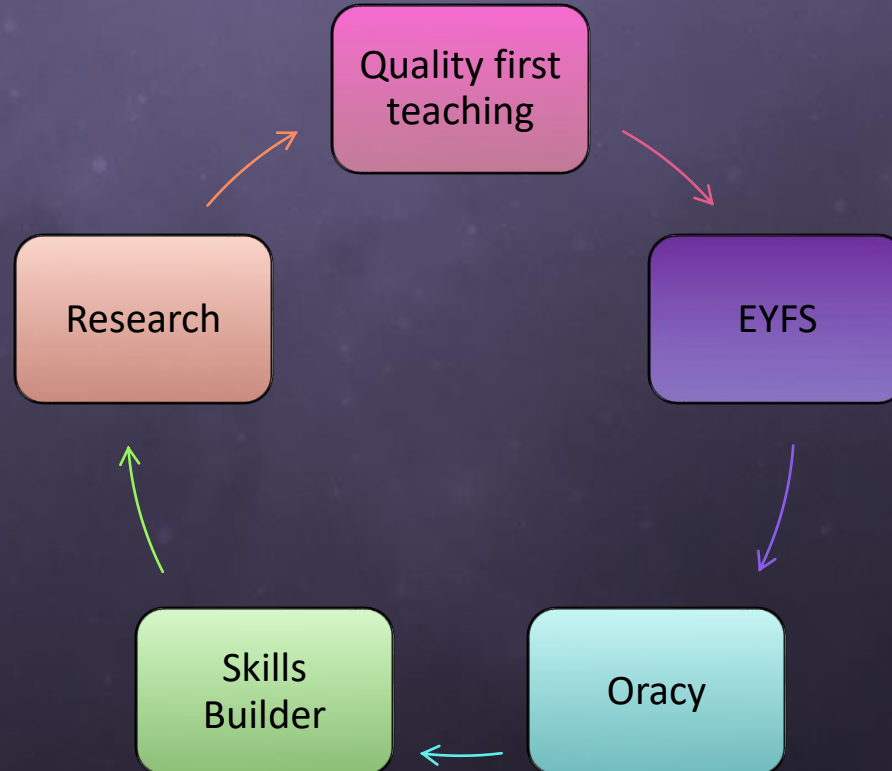 Quality first
teaching
EYFS
Oracy
Skills
Builder
Research